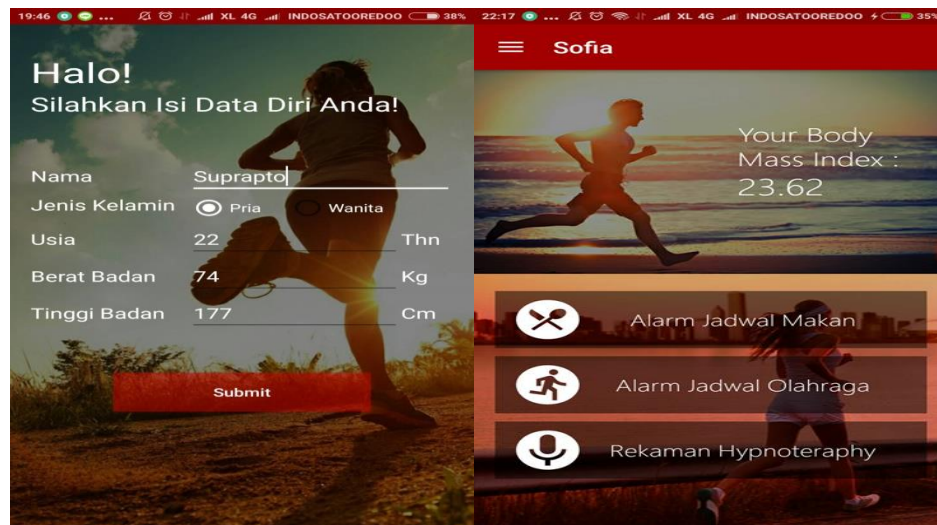 19:46 ... XL 4G INDOSATOOREDOO 38%
Halo!
Silahkan Isi Data Diri Anda!
Nama Suprapto
Jenis Kelamin Pria Wanita
Usia 22 Thn
Berat Badan 74 Kg
Tinggi Badan 177 Cm
Submit
22:17 ... XL 4G INDOSATOOREDOO 35%
Sofia
Your Body
Mass Index :
23.62
Alarm Jadwal Makan
Alarm Jadwal Olahraga
Rekaman Hypnoteraphy